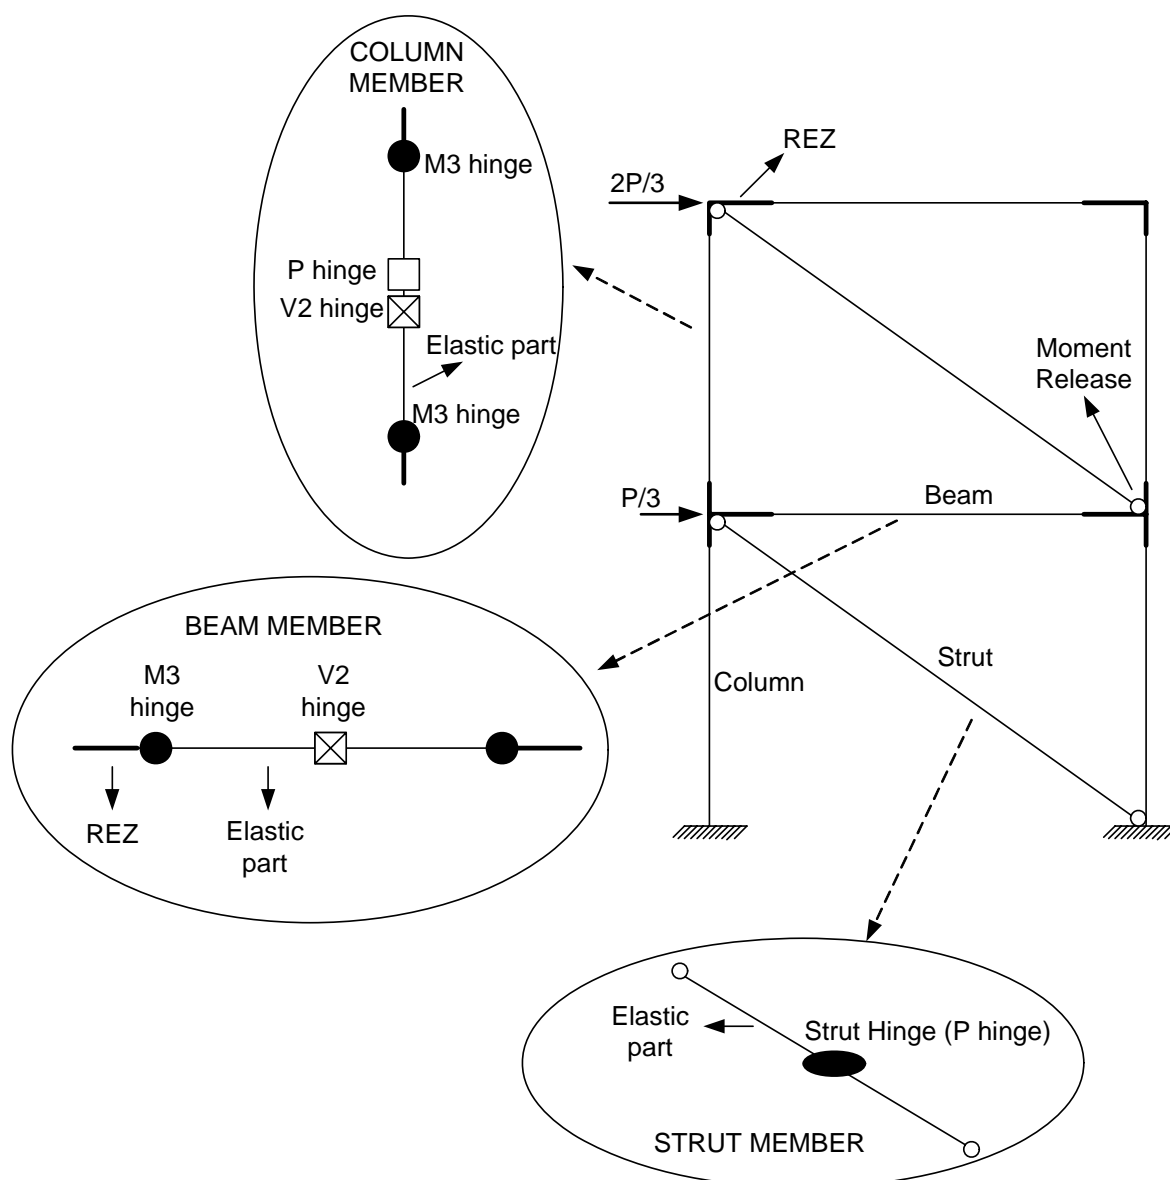 COLUMN
MEMBER
M3 hinge
P hinge
V2 hinge
Elastic part
M3 hinge
REZ
2P/3
Moment
Release
P/3
Beam
Strut
Column
BEAM MEMBER
M3
hinge
V2
hinge
REZ
Elastic
part
Elastic
part
Strut Hinge (P hinge)
STRUT MEMBER